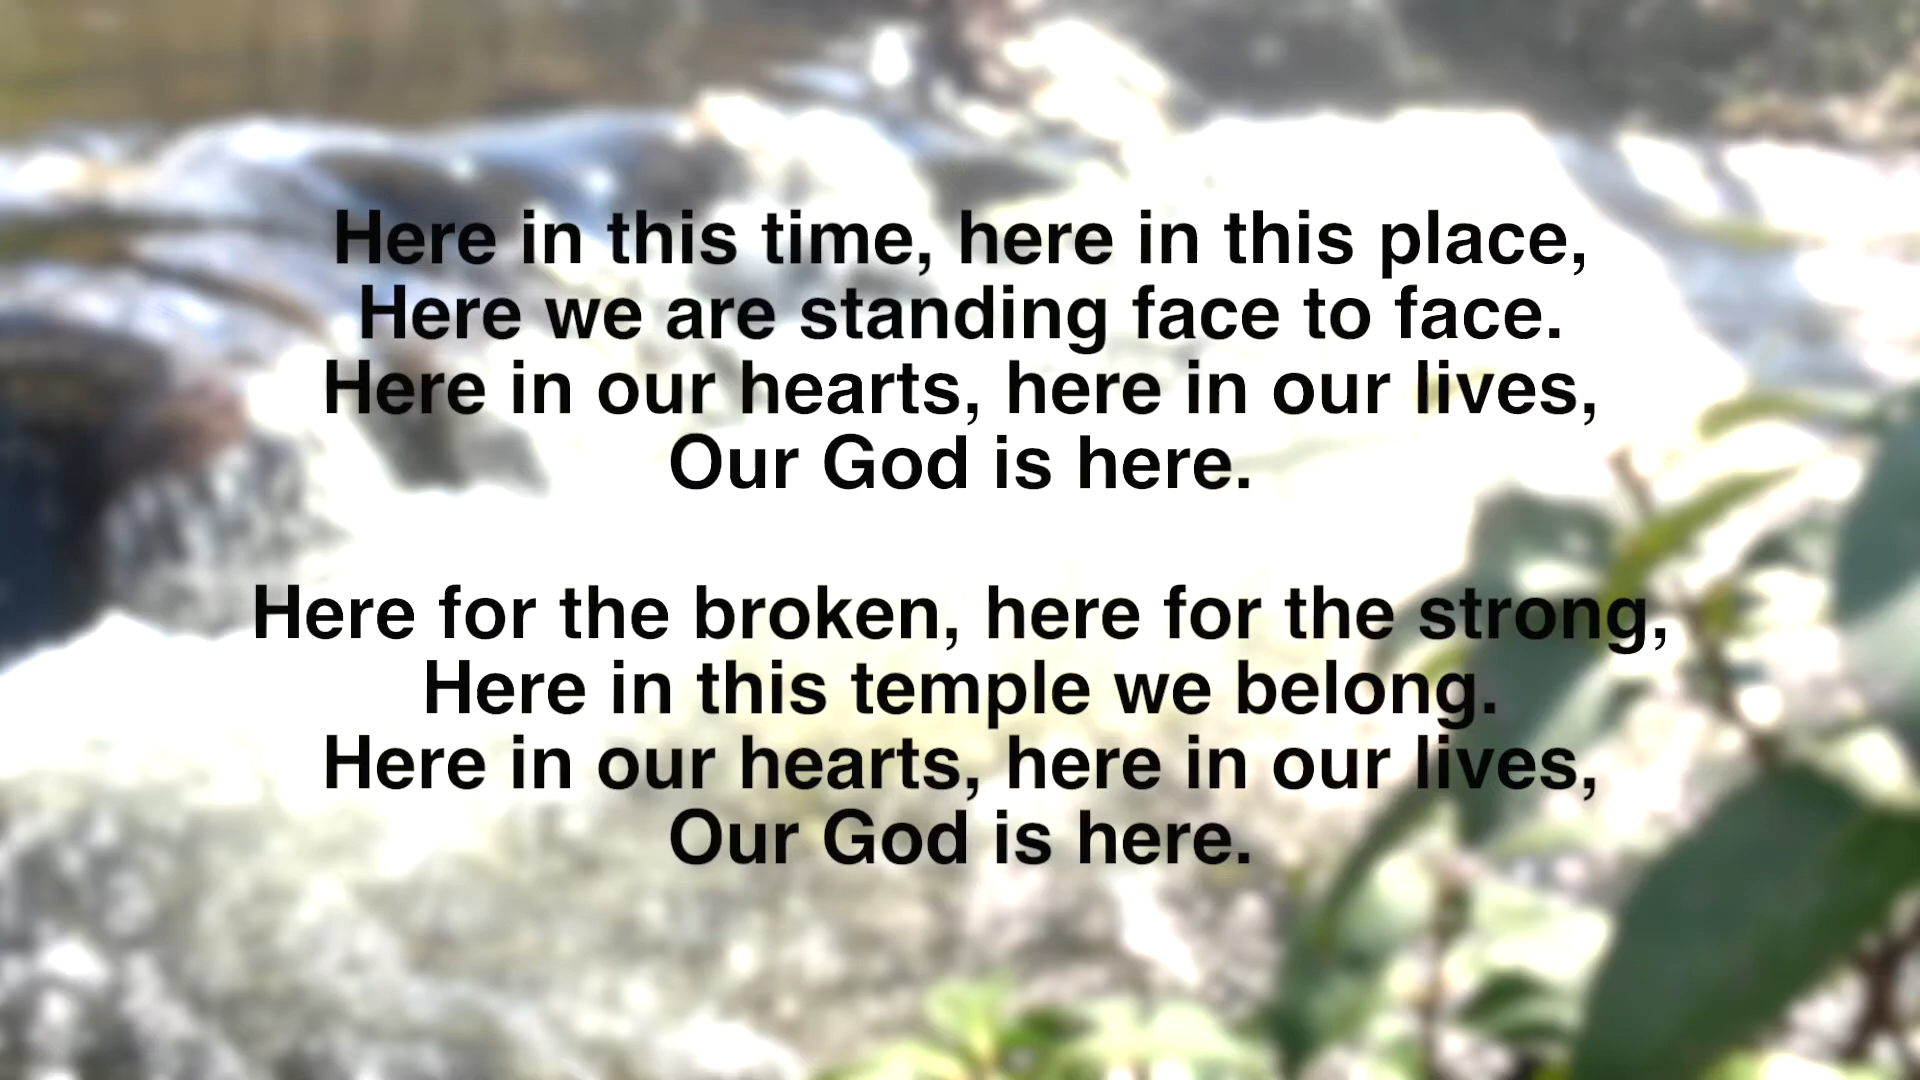 Here in this time, here in this place,
Here we are standing face to face.
Here in our hearts, here in our lives,
Our God is here.
Here for the broken, here for the strong,
Here in this temple we belong.
Here in our hearts, here in our lives,
Our God is here.